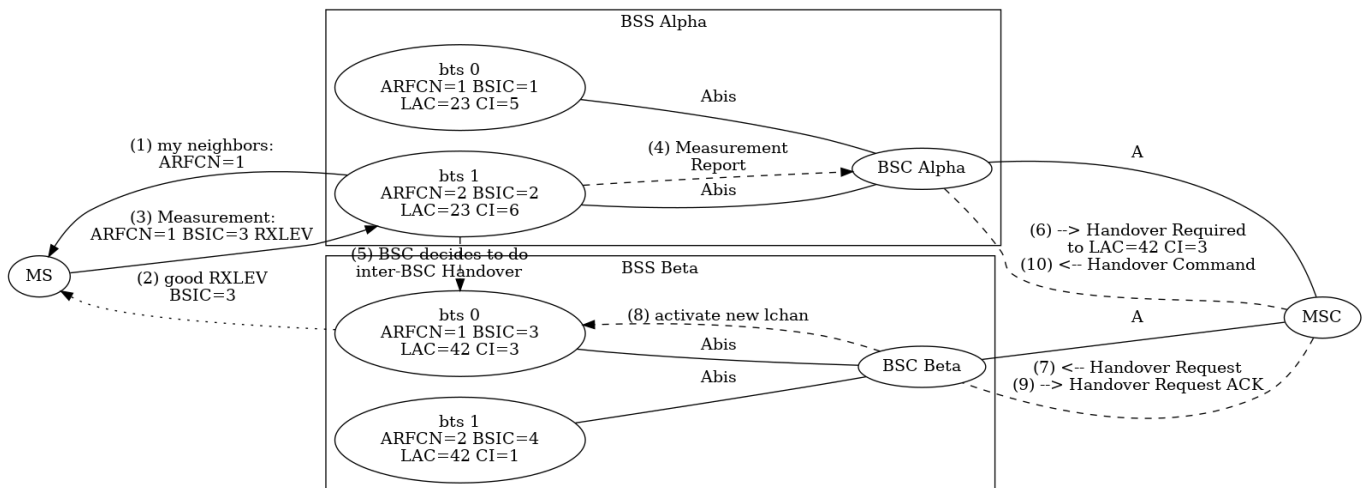 BSS Alpha
bts 0
ARFCN=1 BSIC=1
LAC=23 CI=5
Abis
(1) my neighbors:
ARFCN=1
(4) Measurement
Report
A
BSC Alpha
bts 1
ARFCN=2 BSIC=2
LAC=23 CI=6
Abis
(3) Measurement:
ARFCN=1 BSIC=3 RXLEV
(6) --> Handover Required
to LAC=42 CI=3
(10) <-- Handover Command
(5) BSC decides to do
inter-BSC Handover
MS
(2) good RXLEV
BSIC=3
BSS Beta
bts 0
ARFCN=1 BSIC=3
LAC=42 CI=3
(8) activate new lchan
Abis
A
MSC
BSC Beta
Abis
(7) <-- Handover Request
(9) --> Handover Request ACK
bts 1
ARFCN=2 BSIC=4
LAC=42 CI=1